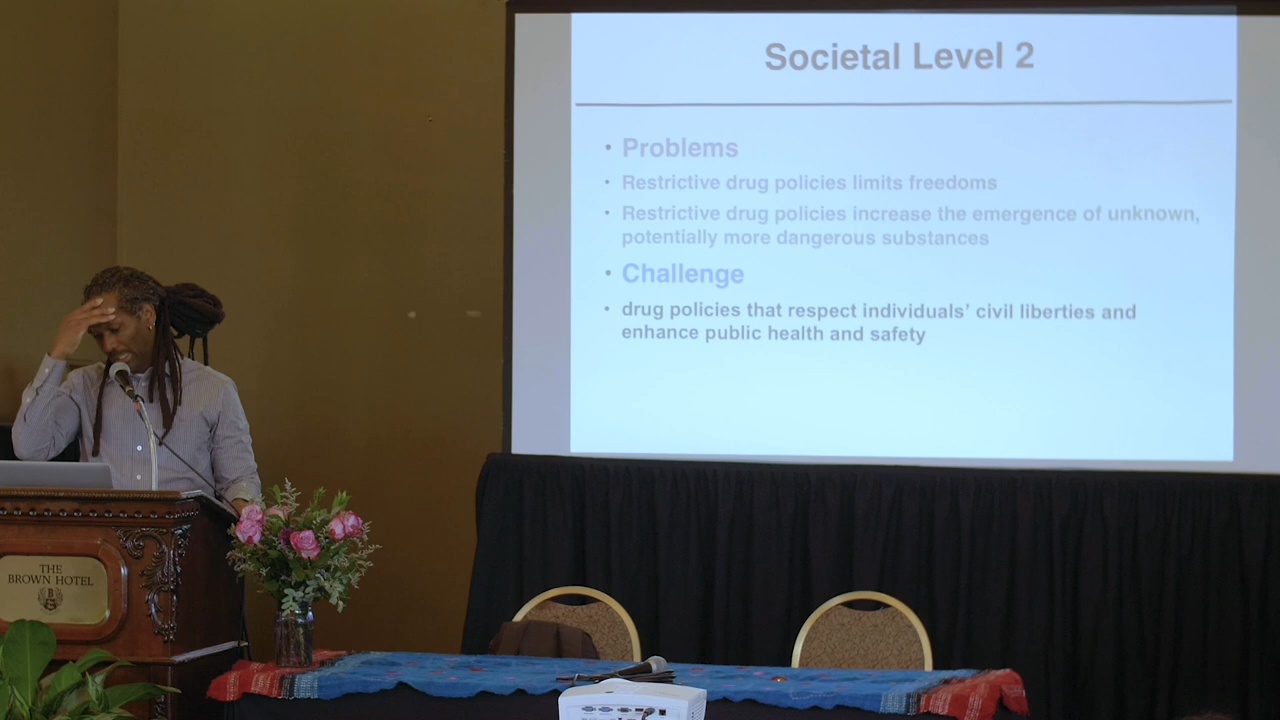 Societal Level 2
• Problems
• Restrictive drug policies limits freedoms
• Restrictive drug policies increase the emergence of unknown,
potentially more dangerous substances
• Challenge
• drug policies that respect individuals’ civil liberties and
enhance public health and safety
THE
BROWN HOTEL
B